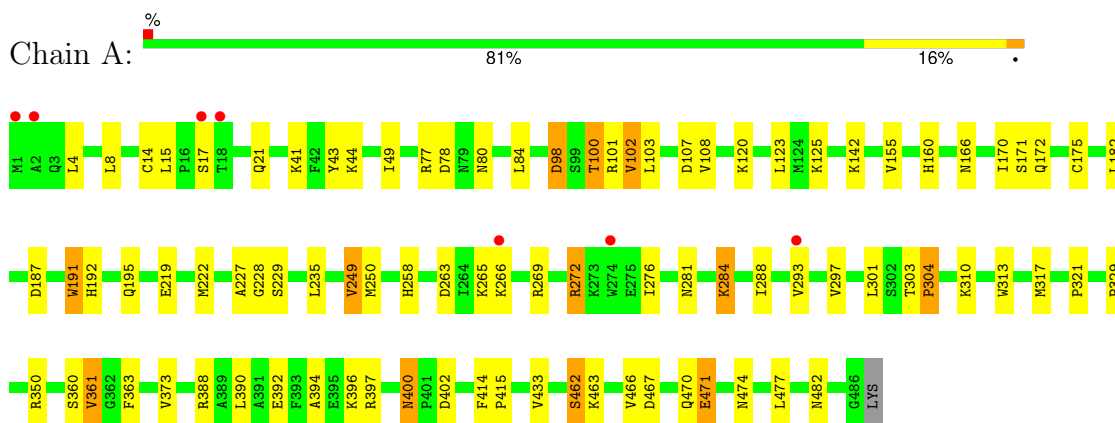 %
Chain A:
81% 16% •
M1 A2 Q3 L4 L8 C14 L15 P16 S17 T18 Q21 K41 F42 Y43 K44 I49 R77 D78 N79 N80 L84 D98 S99 T100 R101 V102 L103 D107 V108 K120 L123 M124 K125 K142 V155 H160 N166 I170 S171 Q172 C175
D187 W191 H192 Q195 E219 M222 A227 G228 S229 L235 V249 M250 H258 D263 I264 K265 K266 R269 R272 K273 W274 E275 I276 N281 K284 I288 V293 V297 L301 S302 T303 P304 K310 W313 M317 P321
R350 S360 V361 G362 F363 V373 R388 A389 L390 A391 E392 F393 A394 E395 K396 R397 N400 P401 D402 F414 P415 V433 S462 K463 V466 D467 Q470 E471 N474 L477 N482 G486 LYS